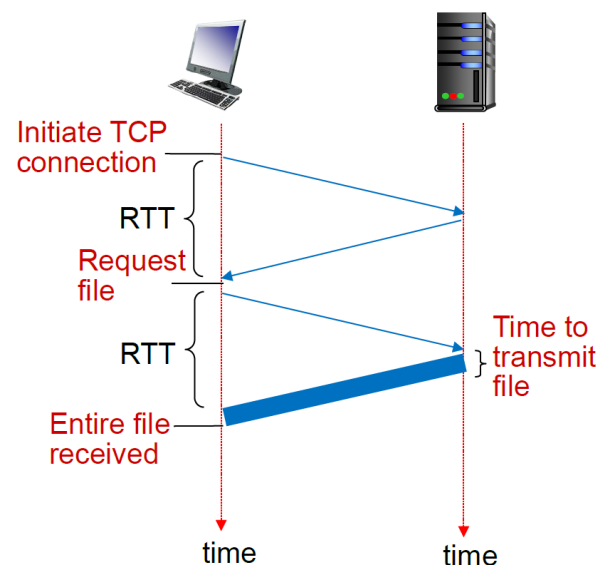 Initiate TCP
connection
RTT
Request
file
RTT
Time to
transmit
file
Entire file
received
time
time